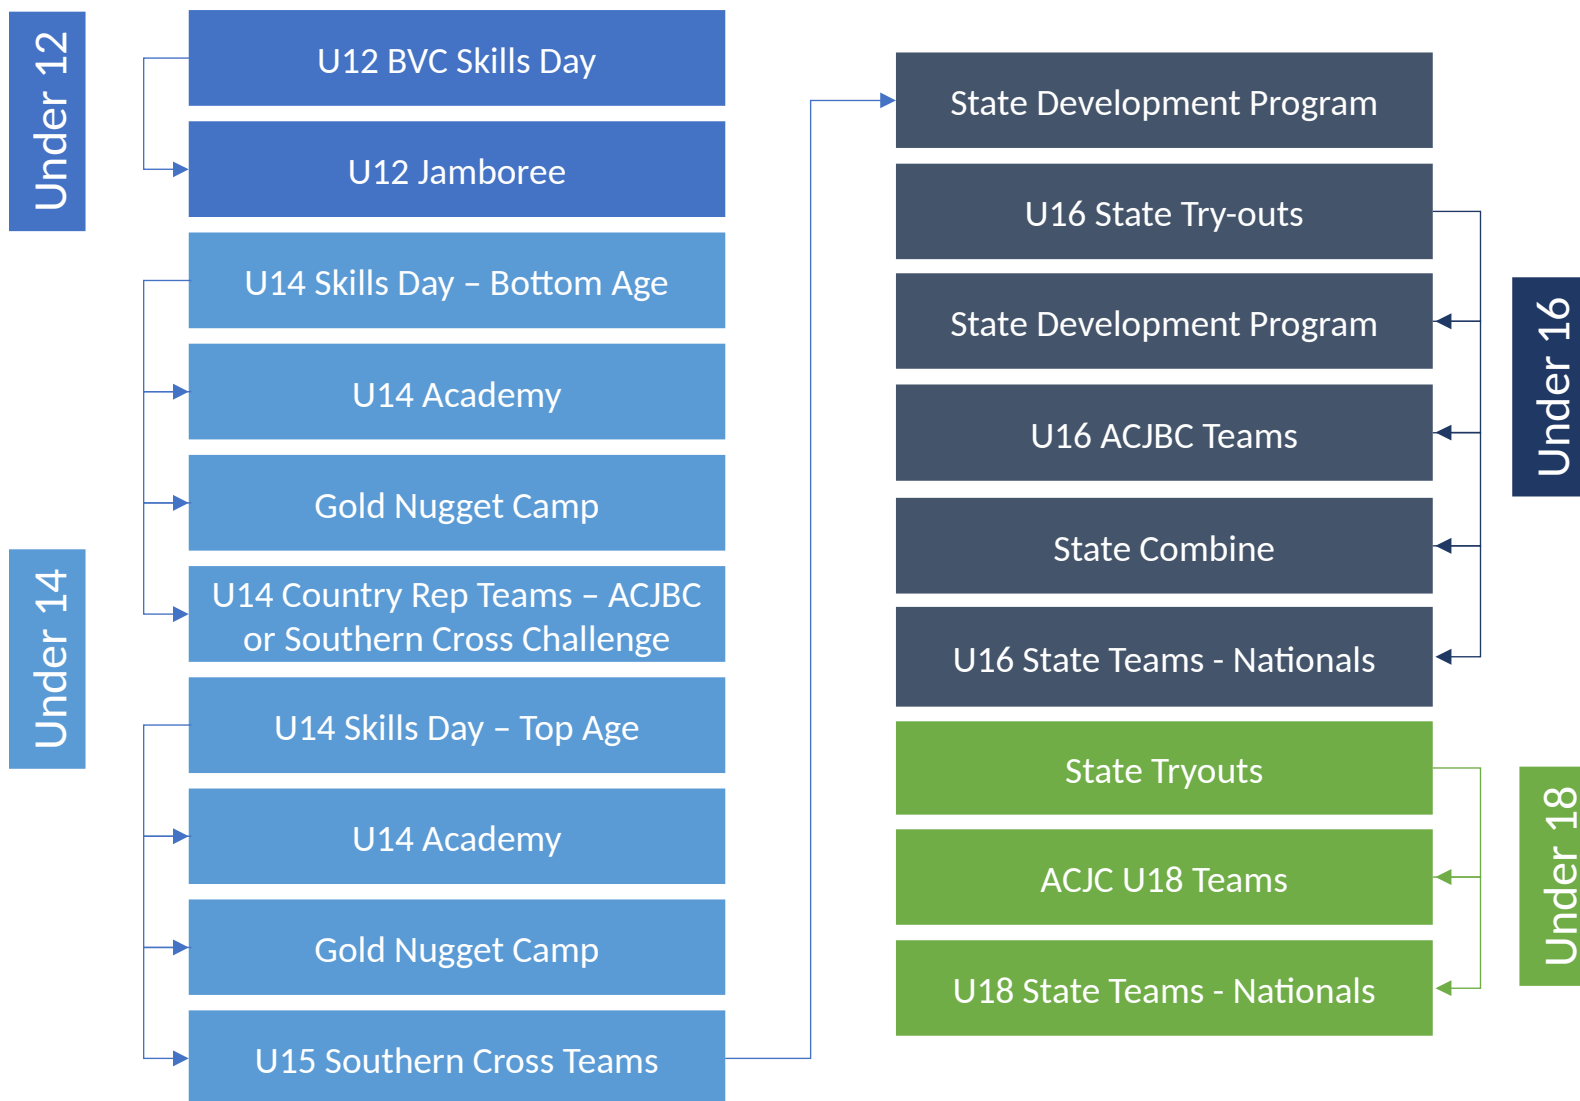 Under 12
U12 BVC Skills Day
U12 Jamboree
Under 14
U14 Skills Day – Bottom Age
U14 Academy
Gold Nugget Camp
U14 Country Rep Teams – ACJBC
or Southern Cross Challenge
U14 Skills Day – Top Age
U14 Academy
Gold Nugget Camp
U15 Southern Cross Teams
State Development Program
U16 State Try-outs
State Development Program
U16 ACJBC Teams
State Combine
U16 State Teams - Nationals
Under 16
State Tryouts
ACJC U18 Teams
U18 State Teams - Nationals
Under 18